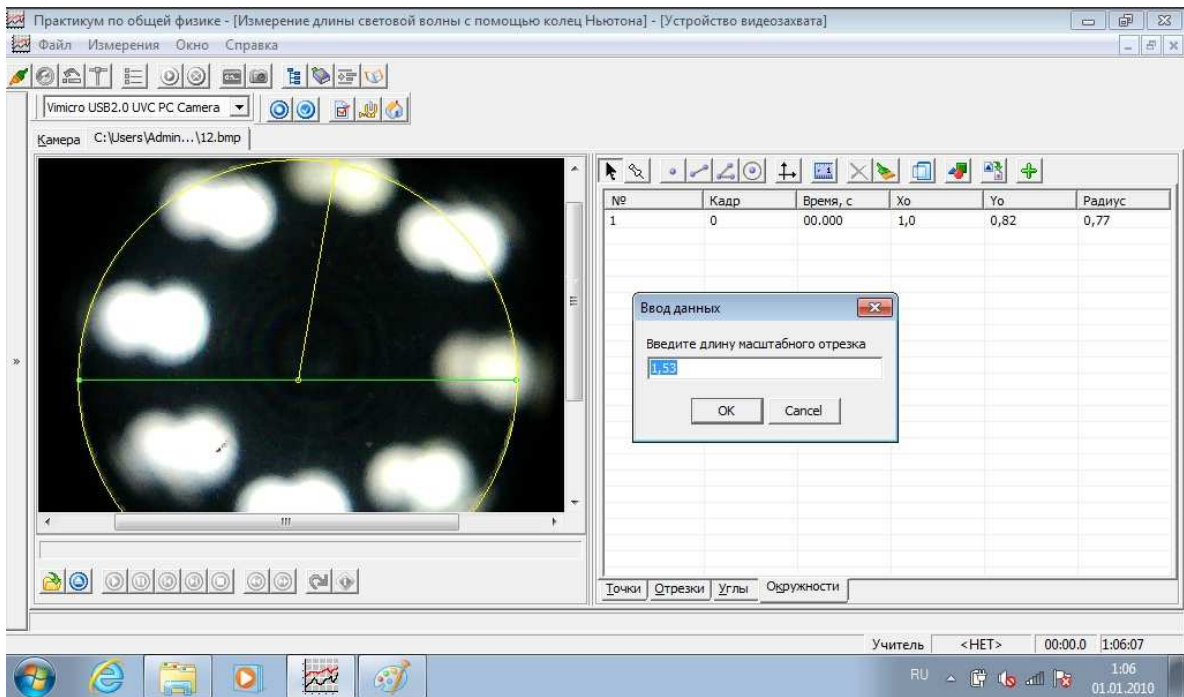 Практикум по общей физике - [Измерение длины световой волны с помощью колец Ньютона] - [Устройство видеозахвата]
Файл Измерения Окно Справка
Vimicro USB2.0 UVC PC Camera
Камера C:\Users\Admin...\12.bmp
№ Кадр Время, с Xo Yo Радиус
1 0 00.000 1,0 0,82 0,77
Ввод данных
Введите длину масштабного отрезка
1,53
OK Cancel
Точки Отрезки Углы Окружности
Учитель <НЕТ> 00:00.0 1:06:07
RU 1:06
01.01.2010